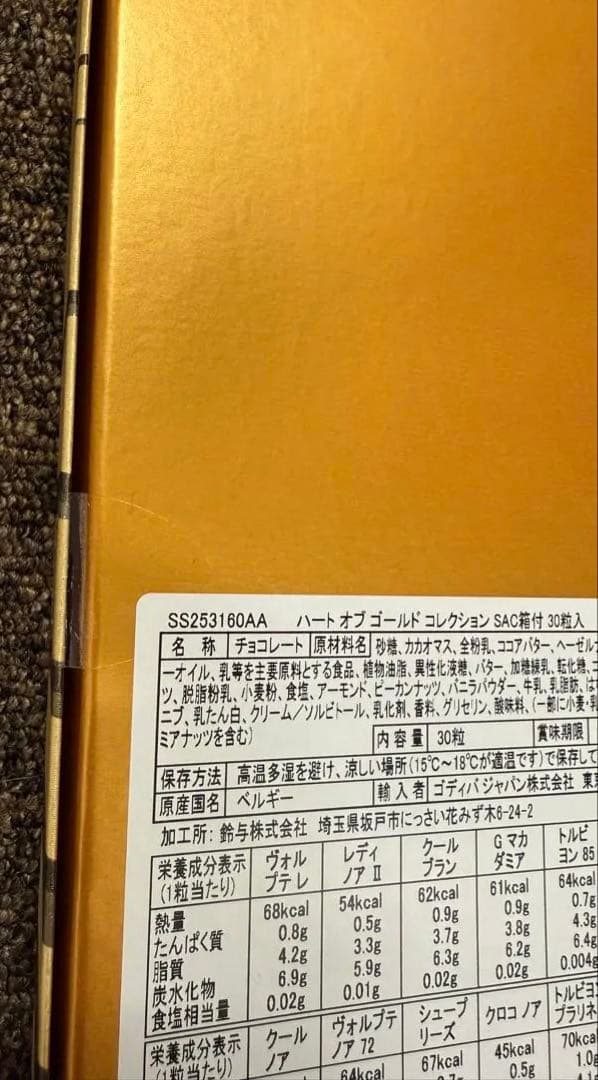 SS253160AA ハート オブ ゴールド コレクション SAC箱付 30粒入
名 称 チョコレート 原材料名 砂糖、カカオマス、全粉乳、ココアバター、ヘーゼルナ
ーオイル、乳等を主要原料とする食品、植物油脂、異性化液糖、バター、加糖練乳、転化糖、コ
ツ、脱脂粉乳、小麦粉、食塩、アーモンド、ピーカンナッツ、バニラパウダー、牛乳、乳脂肪、は
ニブ、乳たん白、クリーム／ソルビトール、乳化剤、香料、グリセリン、酸味料、(一部に小麦・乳
ミアナッツを含む) 内 容 量 30粒 賞味期限
保存方法 高温多湿を避け、涼しい場所(15℃〜18℃が適温です)で保存して
原産国名 ベルギー 輸 入 者 ゴディバ ジャパン株式会社 東
加工所: 鈴与株式会社 埼玉県坂戸市にっさい花みず木6-24-2
栄養成分表示 (1粒当たり) ヴォルプテ レ レディ ノア Ⅱ クール ブラン G マカダミア トルビヨン 85
熱量 68kcal 54kcal 62kcal 61kcal 64kcal
たんぱく質 0.8g 0.5g 0.9g 0.9g 0.7g
脂質 4.2g 3.3g 3.7g 3.8g 4.3g
炭水化物 6.9g 5.9g 6.3g 6.2g 6.4g
食塩相当量 0.02g 0.01g 0.02g 0.02g 0.004g
栄養成分表示 (1粒当たり) クール ノア ヴォルプテ ノア 72 シュープリーズ クロコ ノア トルビヨン プラリネ
64kcal 67kcal 45kcal 70kcal
0.5g 1.0g